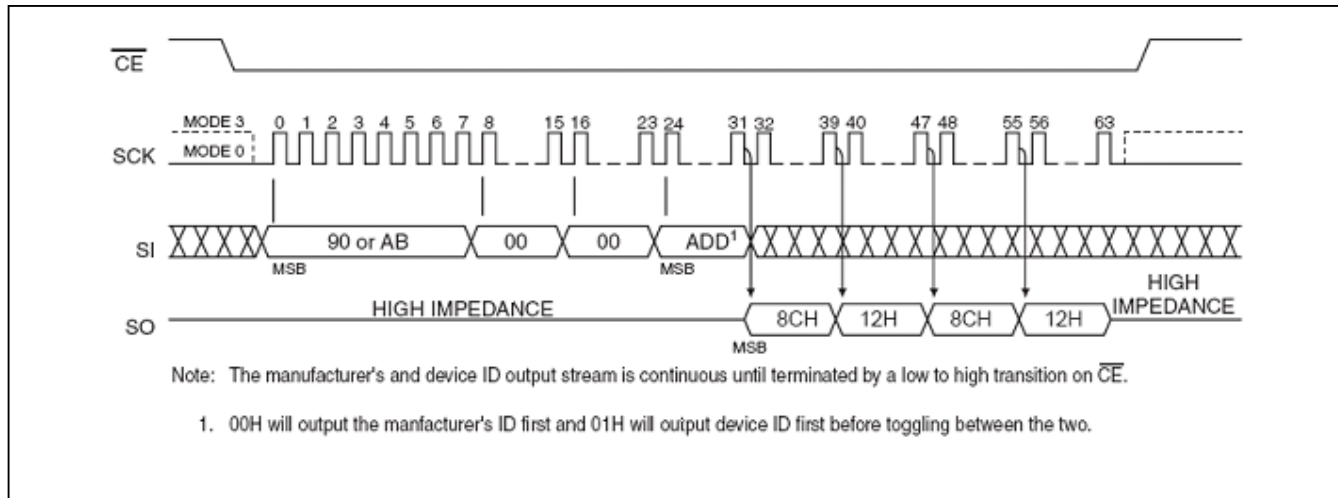 CE
MODE 3
0 1 2 3 4 5 6 7 8 15 16 23 24 31 32 39 40 47 48 55 56 63
SCK
MODE 0
SI
90 or AB 00 00 ADD1
MSB MSB
HIGH IMPEDANCE
HIGH IMPEDANCE
SO
8CH 12H 8CH 12H
MSB
Note: The manufacturer's and device ID output stream is continuous until terminated by a low to high transition on CE.
1. 00H will output the manfacturer's ID first and 01H will output device ID first before toggling between the two.